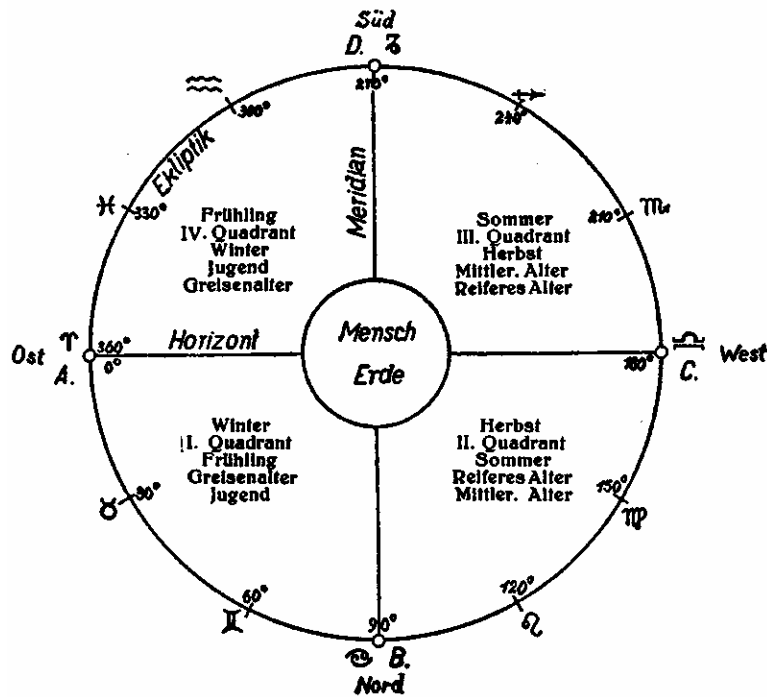 Süd
D. ♑
270°
♒
300°
♐
240°
Ekliptik
Meridian
♓
330°
210°
♏
Frühling
IV. Quadrant
Winter
Jugend
Greisenalter
Sommer
III. Quadrant
Herbst
Mittler. Alter
Reiferes Alter
Ost
♈
360°
0°
A.
Horizont
Mensch
Erde
180°
♎
C.
West
Winter
I. Quadrant
Frühling
Greisenalter
Jugend
Herbst
II. Quadrant
Sommer
Reiferes Alter
Mittler. Alter
♉
30°
150°
♍
60°
♊
120°
♌
90°
♋ B.
Nord